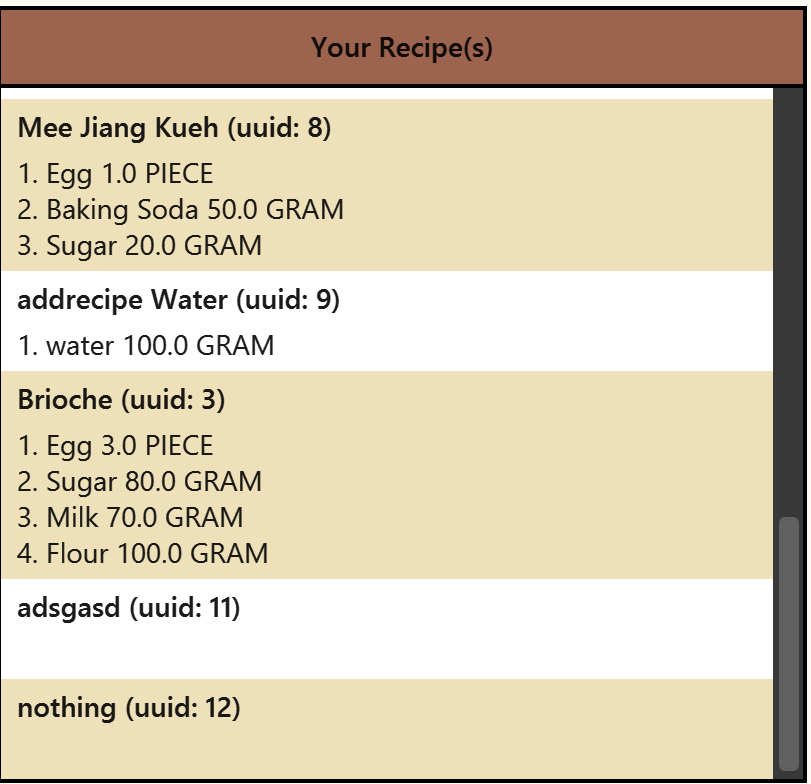 Your Recipe(s)
Mee Jiang Kueh (uuid: 8)
1. Egg 1.0 PIECE
2. Baking Soda 50.0 GRAM
3. Sugar 20.0 GRAM
addrecipe Water (uuid: 9)
1. water 100.0 GRAM
Brioche (uuid: 3)
1. Egg 3.0 PIECE
2. Sugar 80.0 GRAM
3. Milk 70.0 GRAM
4. Flour 100.0 GRAM
adsgasd (uuid: 11)
nothing (uuid: 12)